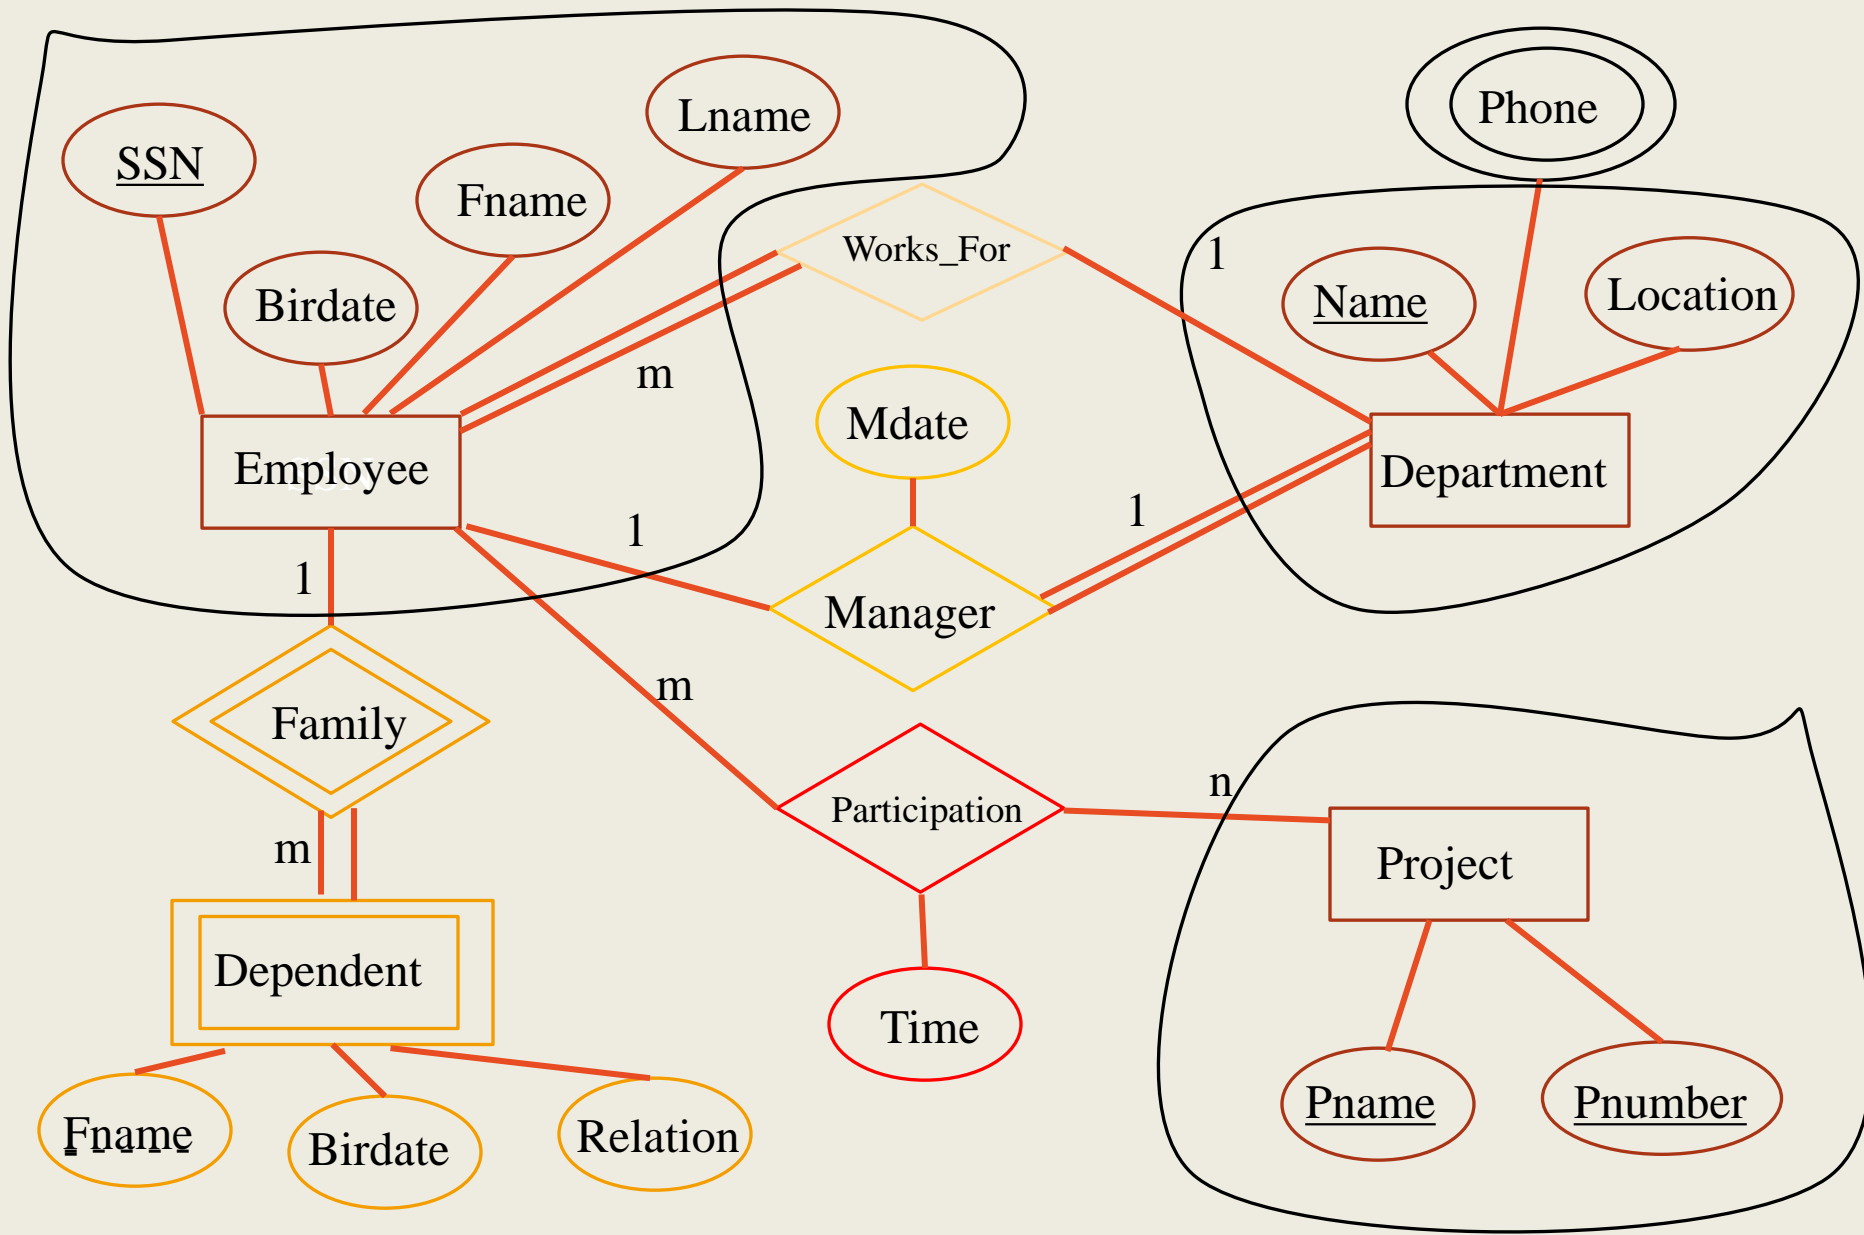 Lname
Phone
SSN
Fname
Works_For
1
Birdate
Name
Location
m
Mdate
Employee
Department
1
1
1
Manager
m
Family
n
Participation
m
Project
Dependent
Time
Pname
Pnumber
Fname
Birdate
Relation